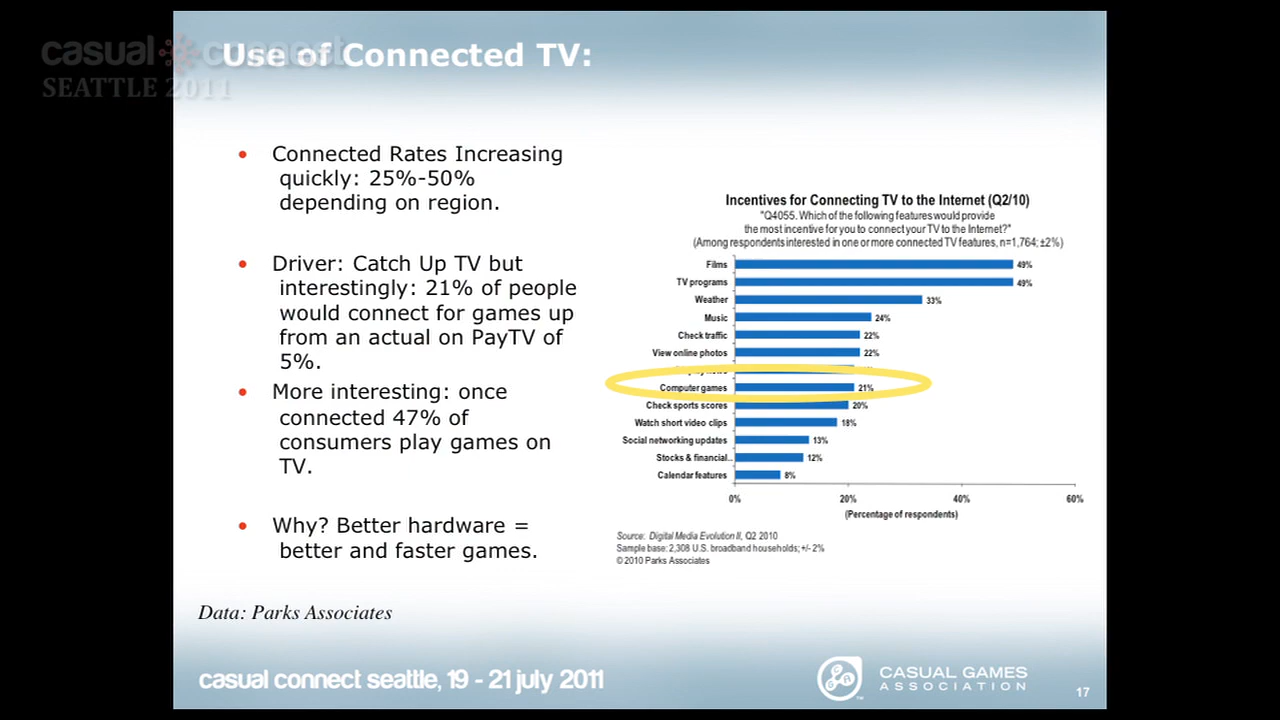 casual connect
SEATTLE 2011
Use of Connected TV:
• Connected Rates Increasing
quickly: 25%-50%
depending on region.
• Driver: Catch Up TV but
interestingly: 21% of people
would connect for games up
from an actual on PayTV of
5%.
• More interesting: once
connected 47% of
consumers play games on
TV.
• Why? Better hardware =
better and faster games.
Data: Parks Associates
Incentives for Connecting TV to the Internet (Q2/10)
"Q4055. Which of the following features would provide
the most incentive for you to connect your TV to the Internet?"
(Among respondents interested in one or more connected TV features, n=1,764; ±2%)
Films 49%
TV programs 49%
Weather 33%
Music 24%
Check traffic 22%
View online photos 22%
Computer games 21%
Check sports scores 20%
Watch short video clips 18%
Social networking updates 13%
Stocks & financial.. 12%
Calendar features 8%
0% 20% 40% 60%
(Percentage of respondents)
Source: Digital Media Evolution II, Q2 2010
Sample base: 2,308 U.S. broadband households; +/- 2%
© 2010 Parks Associates
casual connect seattle, 19 - 21 july 2011
CGA
TM
CASUAL GAMES
ASSOCIATION
17